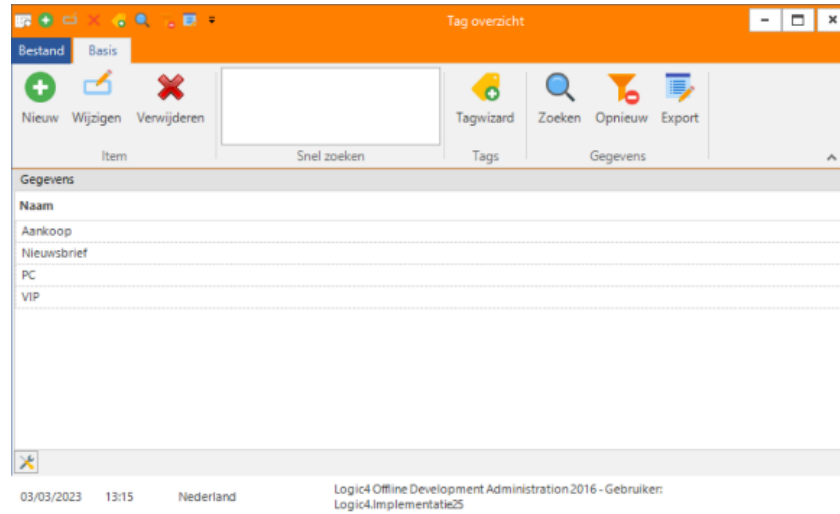 Tag overzicht
Bestand Basis
Nieuw Wijzigen Verwijderen Tagwizard Zoeken Opnieuw Export
Item Snel zoeken Tags Gegevens
Gegevens
Naam
Aankoop
Nieuwsbrief
PC
VIP
03/03/2023 13:15 Nederland Logic4 Offline Development Administration 2016 - Gebruiker:
Logic4.Implementatie25